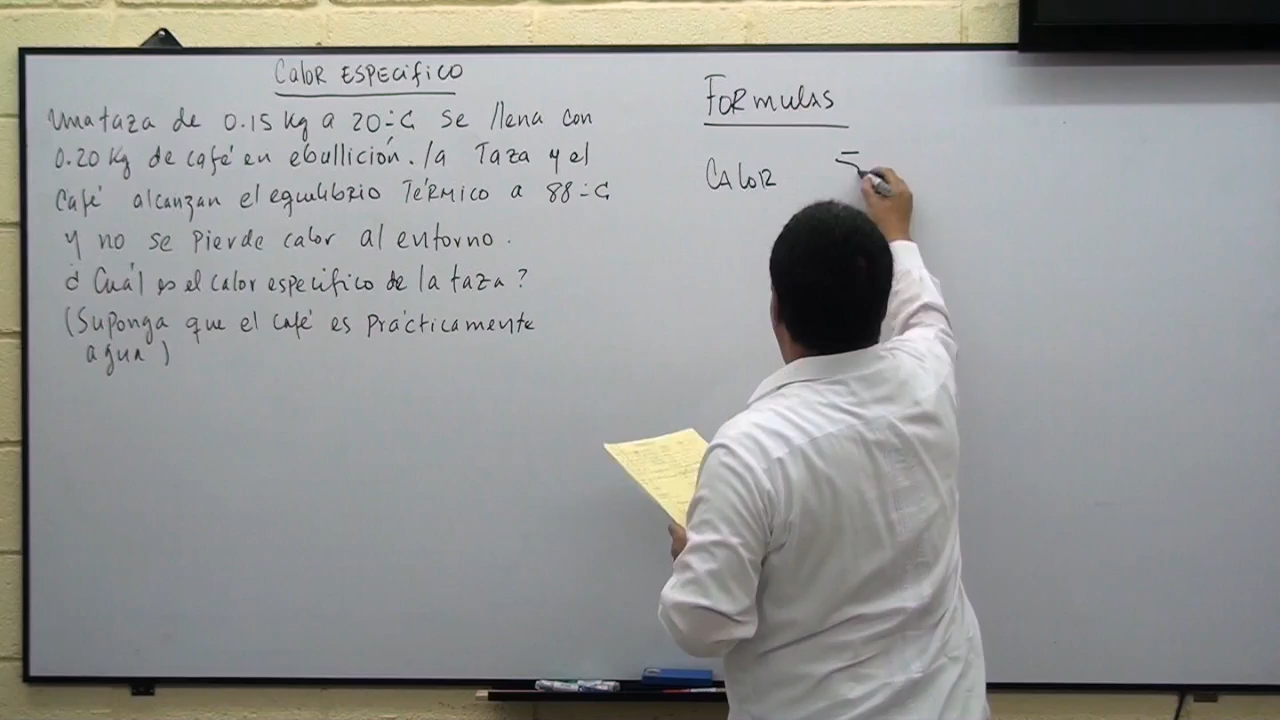 Calor Especifico
Una taza de 0.15 Kg a 20°C se llena con
0.20 Kg de café en ebullición. la Taza y el
Café alcanzan el equilibrio Térmico a 88°C
y no se pierde calor al entorno.
¿ Cuál es el calor especifico de la taza?
(Suponga que el café es Prácticamente
agua)
Formulas
Calor